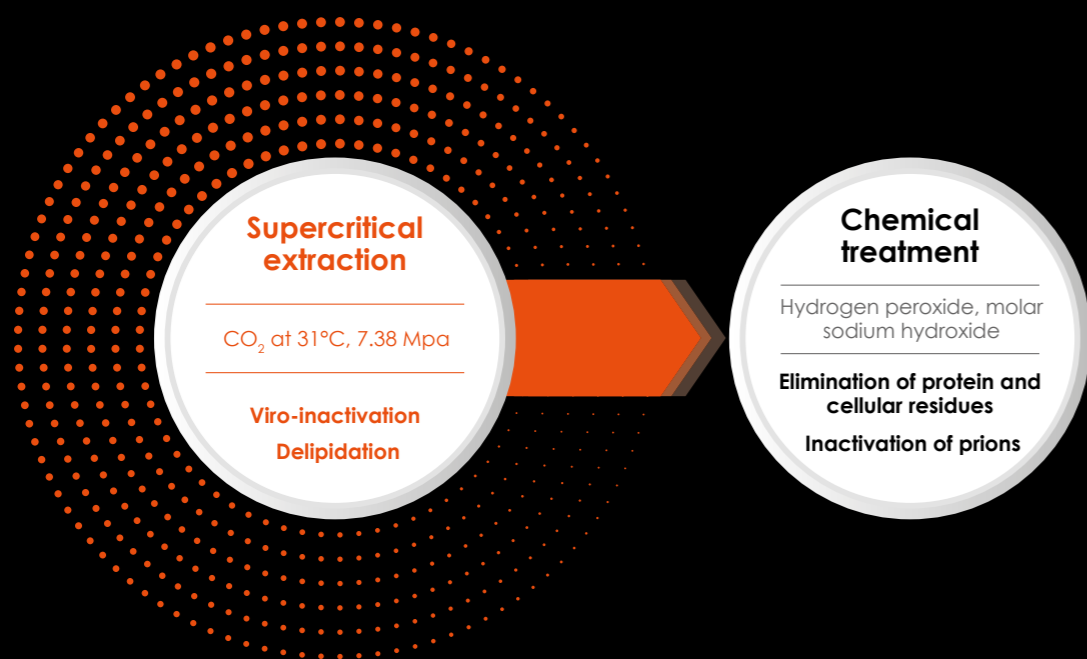 Supercritical
extraction
CO₂ at 31°C, 7.38 Mpa
Viro-inactivation
Delipidation
Chemical
treatment
Hydrogen peroxide, molar
sodium hydroxide
Elimination of protein and
cellular residues
Inactivation of prions